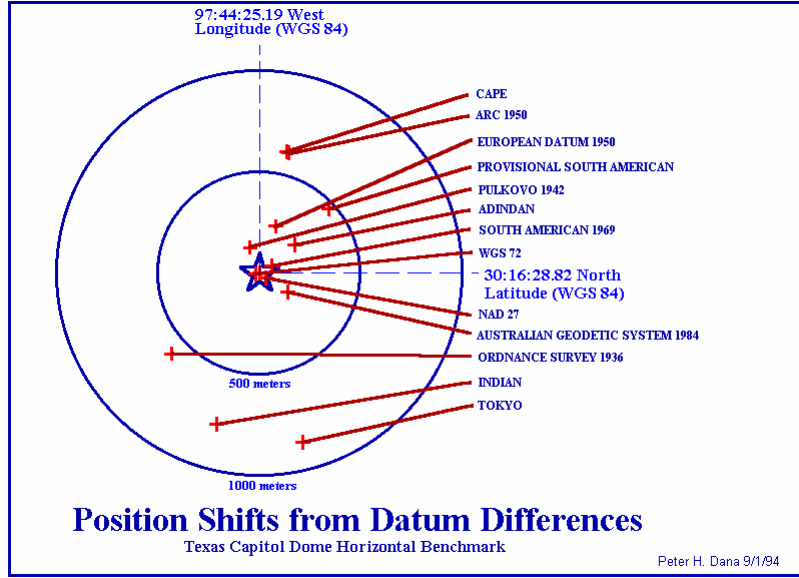 97:44:25.19 West
Longitude (WGS 84)
CAPE
ARC 1950
EUROPEAN DATUM 1950
PROVISIONAL SOUTH AMERICAN
PULKOVO 1942
ADINDAN
SOUTH AMERICAN 1969
WGS 72
30:16:28.82 North
Latitude (WGS 84)
NAD 27
AUSTRALIAN GEODETIC SYSTEM 1984
ORDNANCE SURVEY 1936
500 meters
INDIAN
TOKYO
1000 meters
Position Shifts from Datum Differences
Texas Capitol Dome Horizontal Benchmark
Peter H. Dana 9/1/94